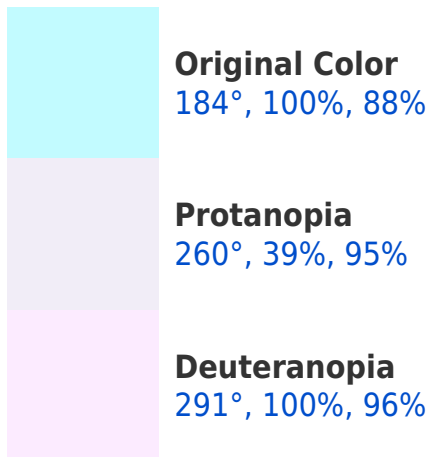 Original Color
184°, 100%, 88%
Protanopia
260°, 39%, 95%
Deuteranopia
291°, 100%, 96%